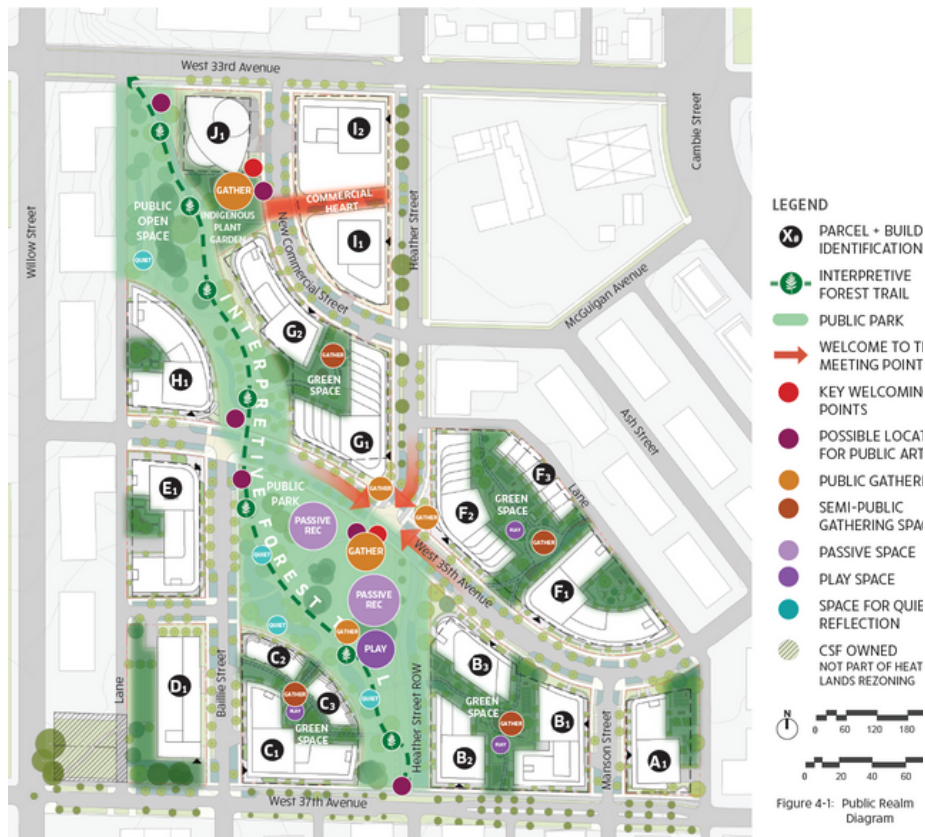 West 33rd Avenue
Cambie Street
Willow Street
J1
I2
GATHER
COMMERCIAL
HEART
PUBLIC
OPEN
SPACE
INDIGENOUS
PLANT
GARDEN
QUIET
New Commercial Street
I1
Heather Street
McGuigan Avenue
G2
GATHER
GREEN
SPACE
H1
G1
INTERPRETIVE FOREST
L
Ash Street
Lane
E1
PUBLIC
PARK
PASSIVE
REC
GATHER
GATHER
GATHER
F2
F3
GREEN
SPACE
PLAY
GATHER
F1
West 35th Avenue
QUIET
PASSIVE
REC
QUIET
GATHER
PLAY
QUIET
Lane
D1
Baillie Street
C2
GATHER
PLAY
C3
GREEN
SPACE
C1
Heather Street ROW
B3
GREEN
SPACE
GATHER
PLAY
B1
B2
Manson Street
A1
West 37th Avenue
LEGEND
X#
PARCEL + BUILD
IDENTIFICATION
INTERPRETIVE
FOREST TRAIL
PUBLIC PARK
WELCOME TO T
MEETING POINT
KEY WELCOMIN
POINTS
POSSIBLE LOCAT
FOR PUBLIC ART
PUBLIC GATHERI
SEMI-PUBLIC
GATHERING SPAC
PASSIVE SPACE
PLAY SPACE
SPACE FOR QUIE
REFLECTION
CSF OWNED
NOT PART OF HEAT
LANDS REZONING
N
0 60 120 180
0 20 40 60
Figure 4-1: Public Realm
Diagram